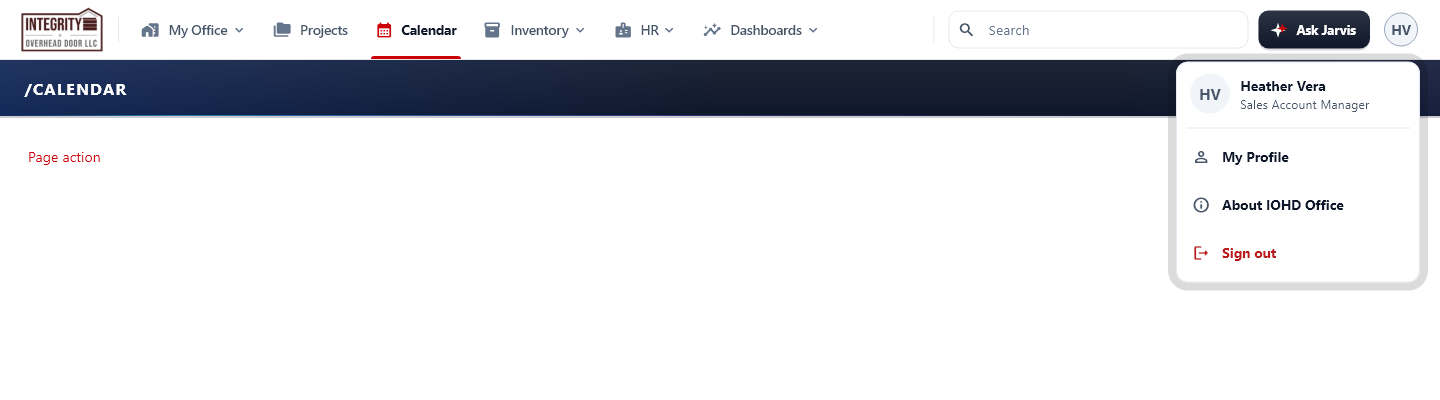 INTEGRITY
OVERHEAD DOOR LLC
My Office
Projects
Calendar
Inventory
HR
Dashboards
Search
Ask Jarvis
HV
/CALENDAR
HV
Heather Vera
Sales Account Manager
Page action
My Profile
About IOHD Office
Sign out